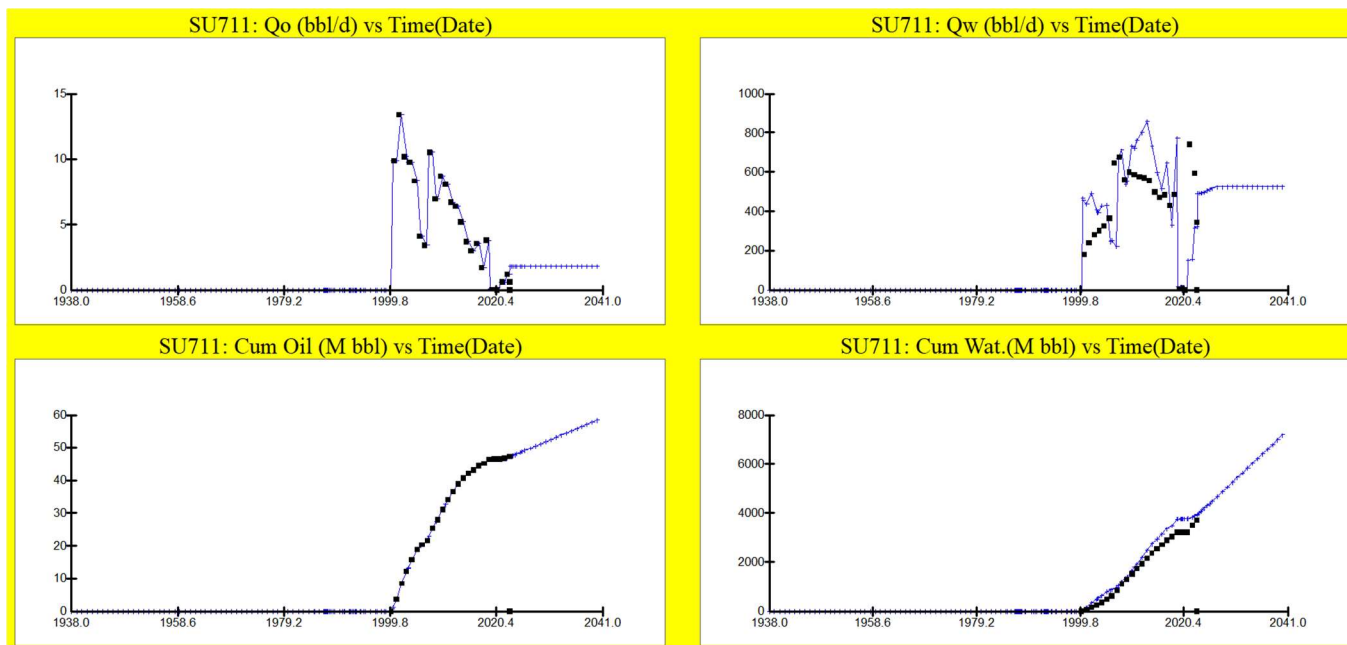 SU711: Qo (bbl/d) vs Time(Date)
15
10
5
0
1938.0 1958.6 1979.2 1999.8 2020.4 2041.0
SU711: Qw (bbl/d) vs Time(Date)
1000
800
600
400
200
0
1938.0 1958.6 1979.2 1999.8 2020.4 2041.0
SU711: Cum Oil (M bbl) vs Time(Date)
60
50
40
30
20
10
0
1938.0 1958.6 1979.2 1999.8 2020.4 2041.0
SU711: Cum Wat.(M bbl) vs Time(Date)
8000
6000
4000
2000
0
1938.0 1958.6 1979.2 1999.8 2020.4 2041.0